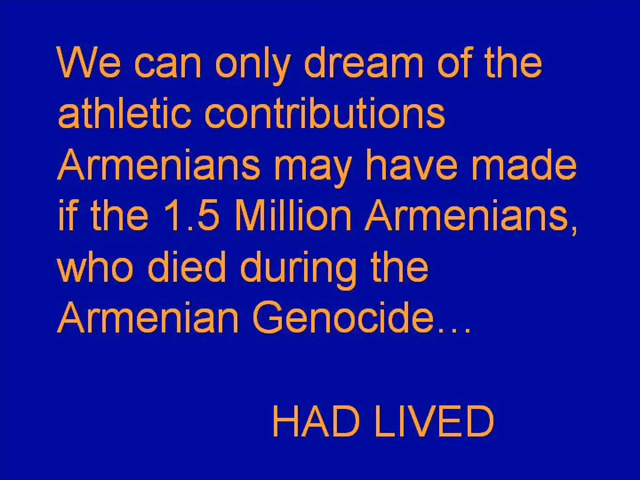 We can only dream of the
athletic contributions
Armenians may have made
if the 1.5 Million Armenians,
who died during the
Armenian Genocide…
HAD LIVED